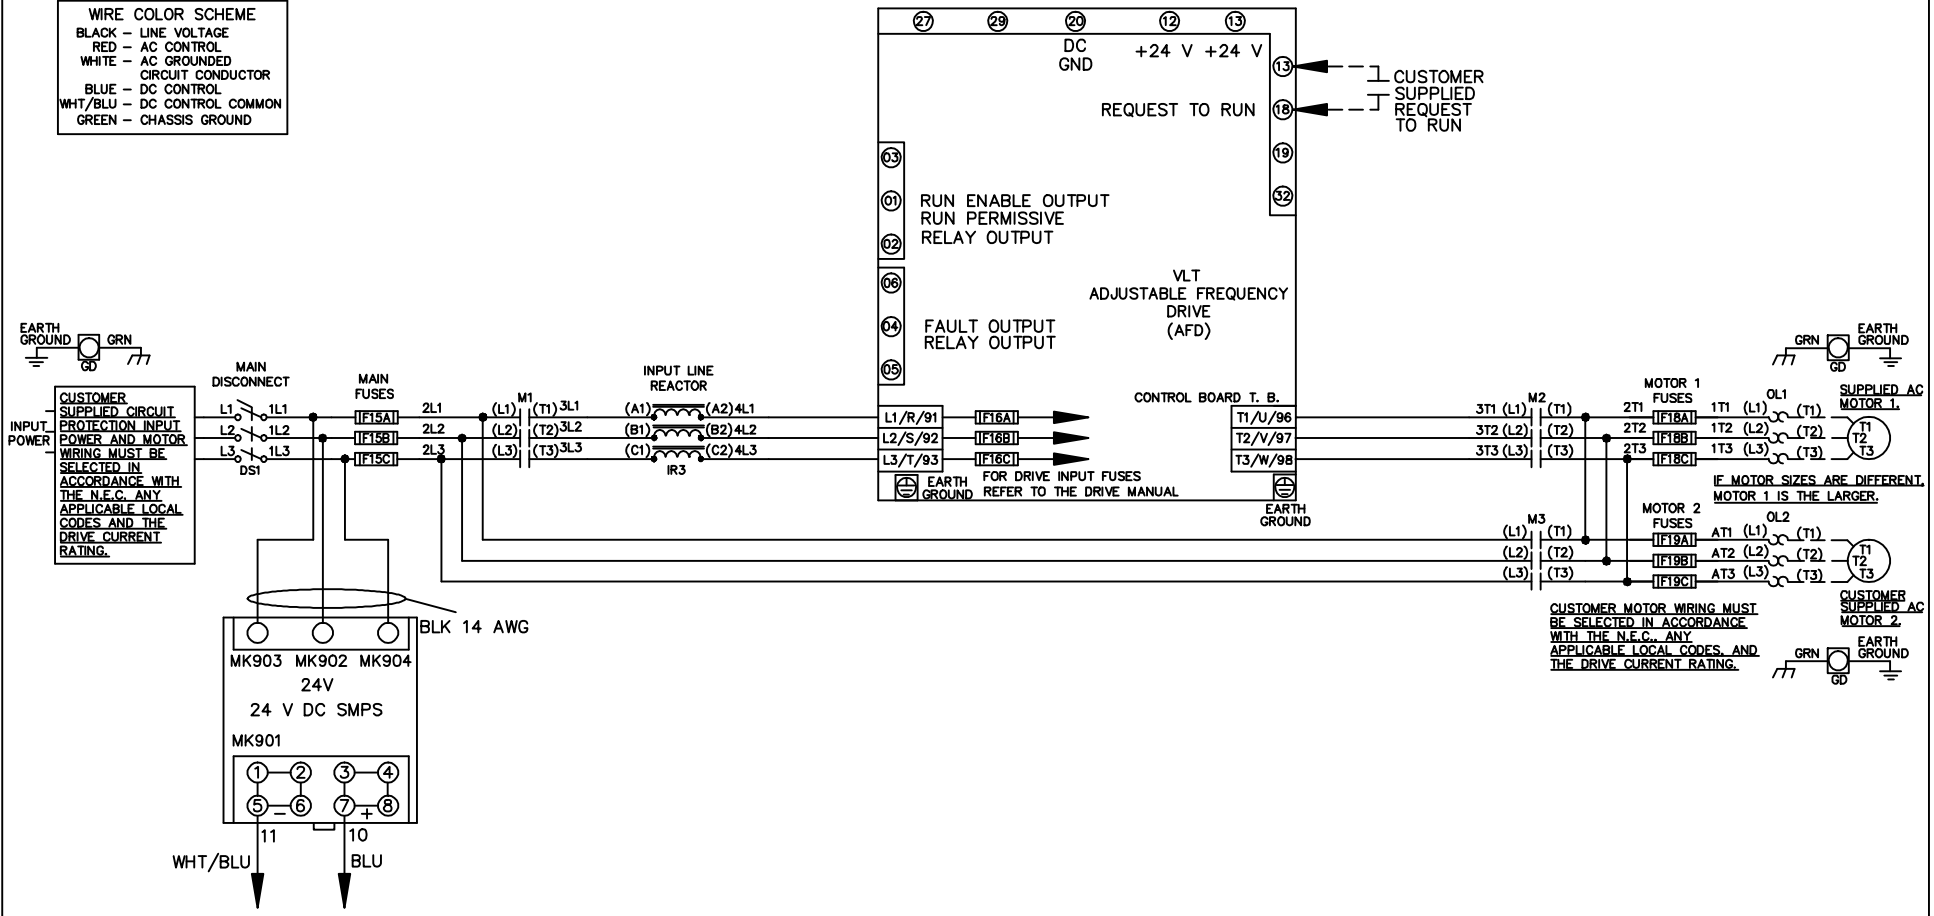 WIRE COLOR SCHEME
BLACK – LINE VOLTAGE
RED – AC CONTROL
WHITE – AC GROUNDED
CIRCUIT CONDUCTOR
BLUE – DC CONTROL
WHT/BLU – DC CONTROL COMMON
GREEN – CHASSIS GROUND
27 29 20 12 13
DC
GND
+24 V +24 V
13
REQUEST TO RUN 18
19
32
CUSTOMER
SUPPLIED
REQUEST
TO RUN
03
01
02
RUN ENABLE OUTPUT
RUN PERMISSIVE
RELAY OUTPUT
06
04
05
FAULT OUTPUT
RELAY OUTPUT
VLT
ADJUSTABLE FREQUENCY
DRIVE
(AFD)
CONTROL BOARD T. B.
EARTH
GROUND
GRN
GD
INPUT
POWER
CUSTOMER
SUPPLIED CIRCUIT
PROTECTION INPUT
POWER AND MOTOR
WIRING MUST BE
SELECTED IN
ACCORDANCE WITH
THE N.E.C. ANY
APPLICABLE LOCAL
CODES AND THE
DRIVE CURRENT
RATING.
MAIN
DISCONNECT
L1 1L1
L2 1L2
L3 1L3
DS1
MAIN
FUSES
F15A
F15B
F15C
2L1
2L2
2L3
M1
(L1) (T1) 3L1
(L2) (T2) 3L2
(L3) (T3) 3L3
INPUT LINE
REACTOR
(A1) (A2) 4L1
(B1) (B2) 4L2
(C1) (C2) 4L3
IR3
L1/R/91 F16A
L2/S/92 F16B
L3/T/93 F16C
EARTH
GROUND
FOR DRIVE INPUT FUSES
REFER TO THE DRIVE MANUAL
T1/U/96
T2/V/97
T3/W/98
EARTH
GROUND
M2
3T1 (L1) (T1)
3T2 (L2) (T2)
3T3 (L3) (T3)
MOTOR 1
FUSES
2T1 F18A 1T1 (L1)
2T2 F18B 1T2 (L2)
2T3 F18C 1T3 (L3)
OL1
(T1)
(T2)
(T3)
GRN
GD
EARTH
GROUND
SUPPLIED AC
MOTOR 1.
T1
T2
T3
IF MOTOR SIZES ARE DIFFERENT,
MOTOR 1 IS THE LARGER.
M3
(L1) (T1)
(L2) (T2)
(L3) (T3)
MOTOR 2
FUSES
F19A AT1 (L1)
F19B AT2 (L2)
F19C AT3 (L3)
OL2
(T1)
(T2)
(T3)
T1
T2
T3
CUSTOMER
SUPPLIED AC
MOTOR 2.
CUSTOMER MOTOR WIRING MUST
BE SELECTED IN ACCORDANCE
WITH THE N.E.C., ANY
APPLICABLE LOCAL CODES, AND
THE DRIVE CURRENT RATING.
GRN
GD
EARTH
GROUND
BLK 14 AWG
MK903 MK902 MK904
24V
24 V DC SMPS
MK901
1 2 3 4
5 – 6 7 + 8
11 10
WHT/BLU BLU